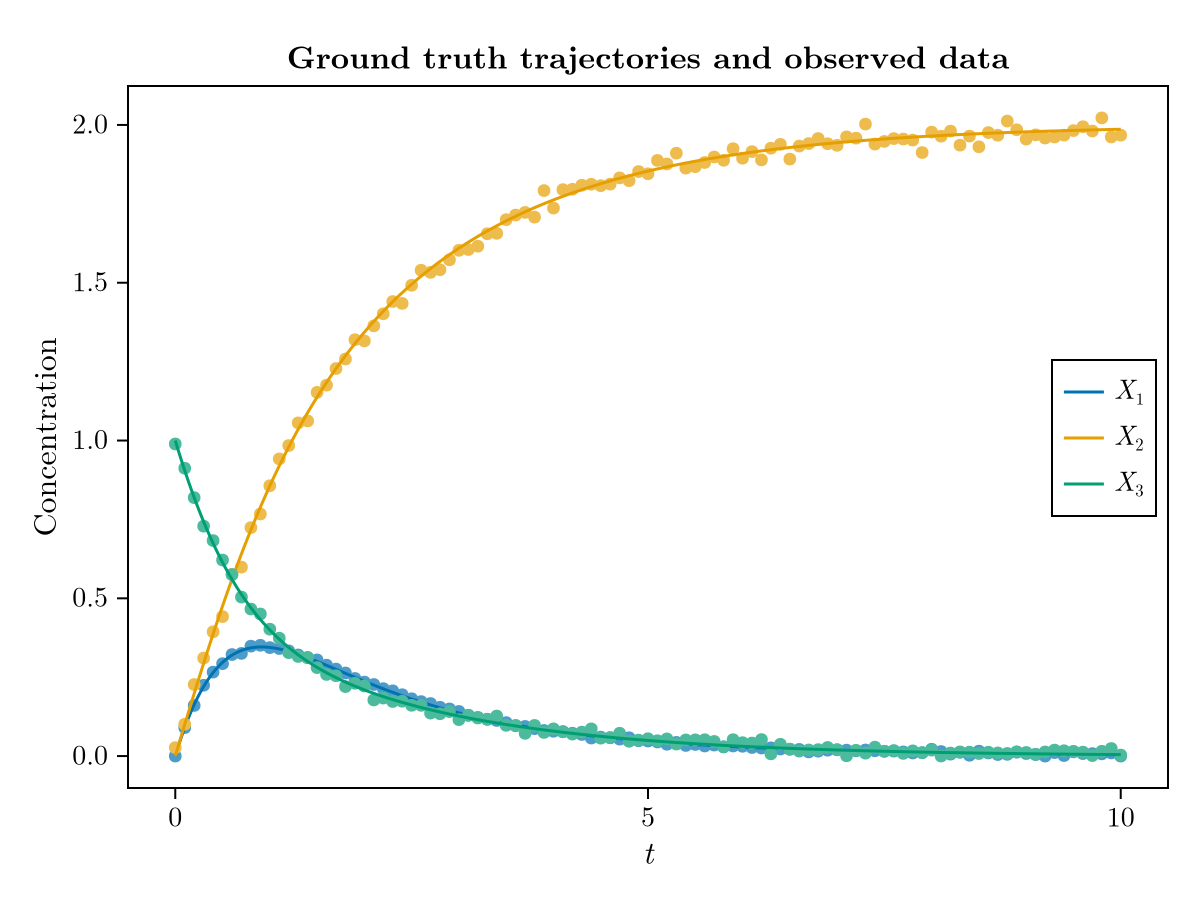 Ground truth trajectories and observed data
2.0
1.5
1.0
0.5
0.0
Concentration
0
5
10
t
X₁
X₂
X₃